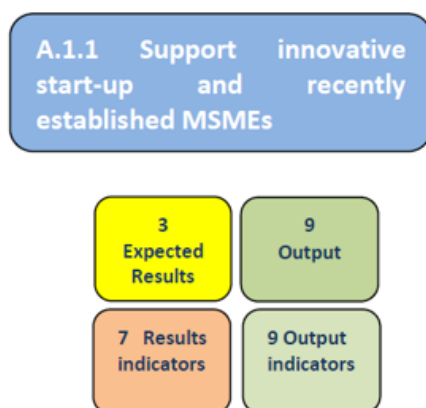 A.1.1 Support innovative
start-up and recently
established MSMEs
3
Expected
Results
9
Output
7 Results
indicators
9 Output
indicators